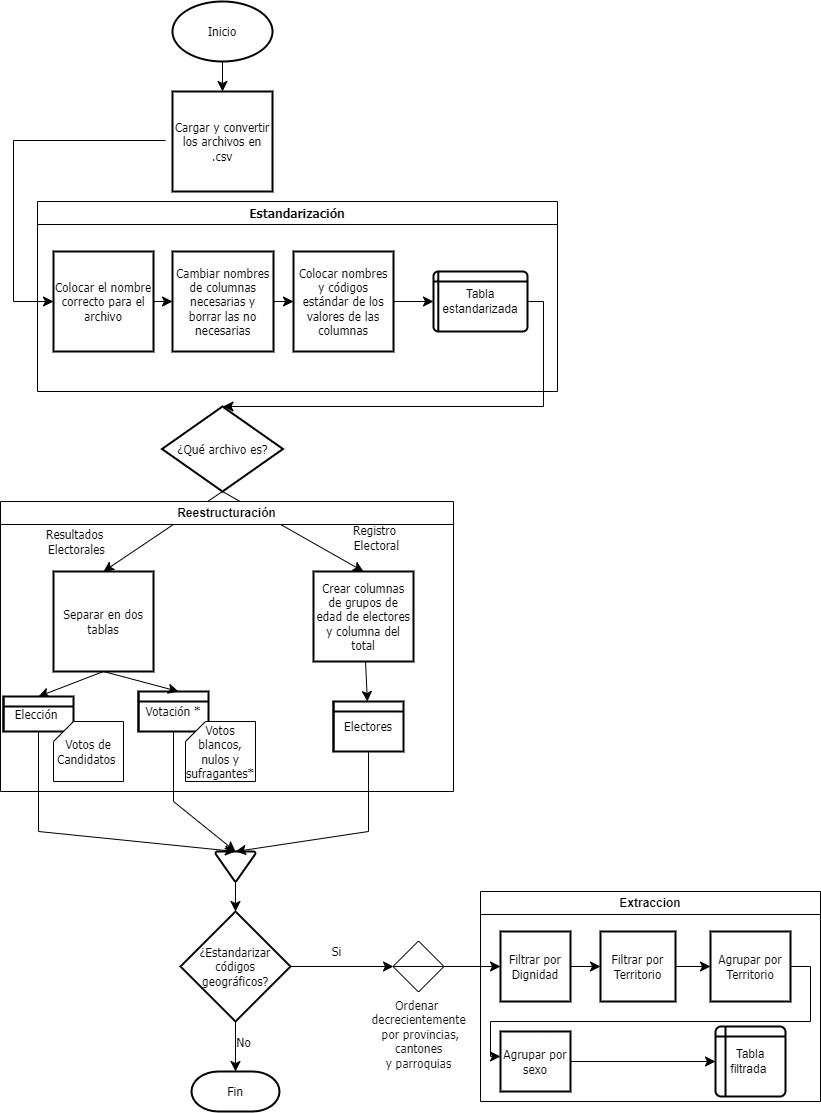 Inicio
Cargar y convertir
los archivos en
.csv
Estandarización
Colocar el nombre
correcto para el
archivo
Cambiar nombres
de columnas
necesarias y
borrar las no
necesarias
Colocar nombres
y códigos
estándar de los
valores de las
columnas
Tabla
estandarizada
¿Qué archivo es?
Reestructuración
Resultados
Electorales
Registro
Electoral
Separar en dos
tablas
Crear columnas
de grupos de
edad de electores
y columna del
total
Elección
Votos de
Candidatos
Votación *
Votos
blancos,
nulos y
sufragantes*
Electores
¿Estandarizar
códigos
geográficos?
Si
No
Fin
Ordenar
decrecientemente
por provincias,
cantones
y parroquias
Extraccion
Filtrar por
Dignidad
Filtrar por
Territorio
Agrupar por
Territorio
Agrupar por
sexo
Tabla
filtrada